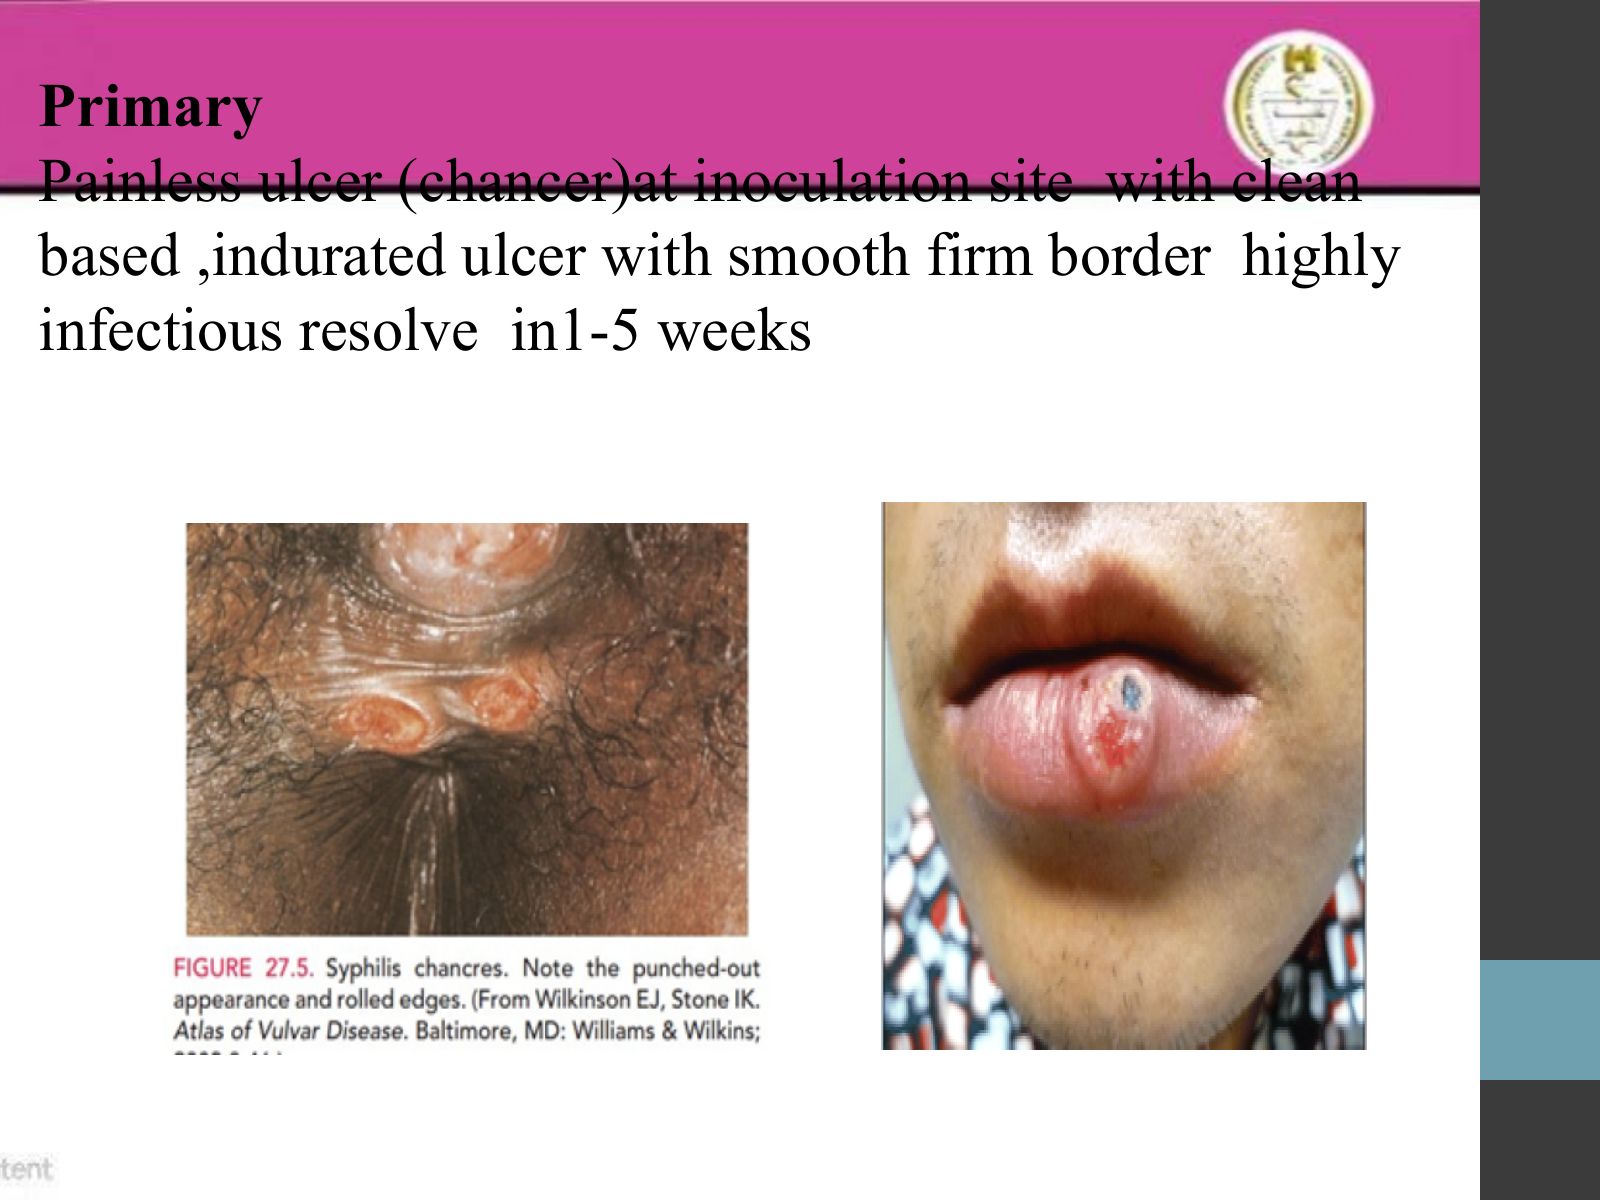 Primary
Painless ulcer (chancer)at inoculation site with clean
based ,indurated ulcer with smooth firm border highly
infectious resolve in1-5 weeks
FIGURE 27.5. Syphilis chancres. Note the punched-out
appearance and rolled edges. (From Wilkinson EJ, Stone IK.
Atlas of Vulvar Disease. Baltimore, MD: Williams & Wilkins;
tent